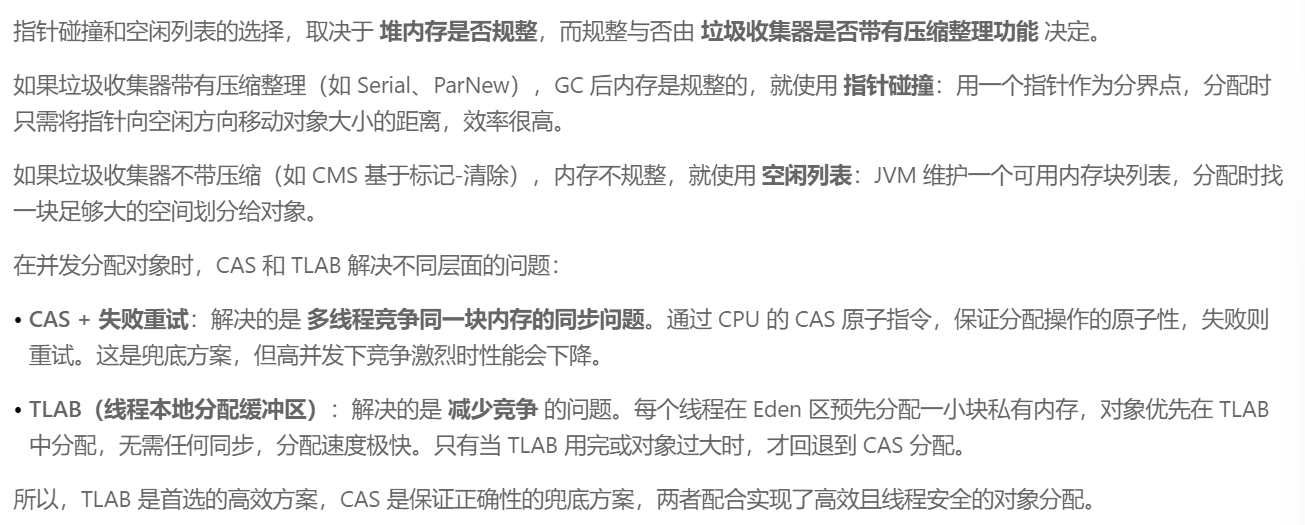 指针碰撞和空闲列表的选择，取决于 堆内存是否规整，而规整与否由 垃圾收集器是否带有压缩整理功能 决定。
如果垃圾收集器带有压缩整理（如 Serial、ParNew），GC 后内存是规整的，就使用 指针碰撞：用一个指针作为分界点，分配时
只需将指针向空闲方向移动对象大小的距离，效率很高。
如果垃圾收集器不带压缩（如 CMS 基于标记-清除），内存不规整，就使用 空闲列表：JVM 维护一个可用内存块列表，分配时找
一块足够大的空间划分给对象。
在并发分配对象时，CAS 和 TLAB 解决不同层面的问题：
• CAS + 失败重试：解决的是 多线程竞争同一块内存的同步问题。通过 CPU 的 CAS 原子指令，保证分配操作的原子性，失败则
重试。这是兜底方案，但高并发下竞争激烈时性能会下降。
• TLAB（线程本地分配缓冲区）：解决的是 减少竞争 的问题。每个线程在 Eden 区预先分配一小块私有内存，对象优先在 TLAB
中分配，无需任何同步，分配速度极快。只有当 TLAB 用完或对象过大时，才回退到 CAS 分配。
所以，TLAB 是首选的高效方案，CAS 是保证正确性的兜底方案，两者配合实现了高效且线程安全的对象分配。